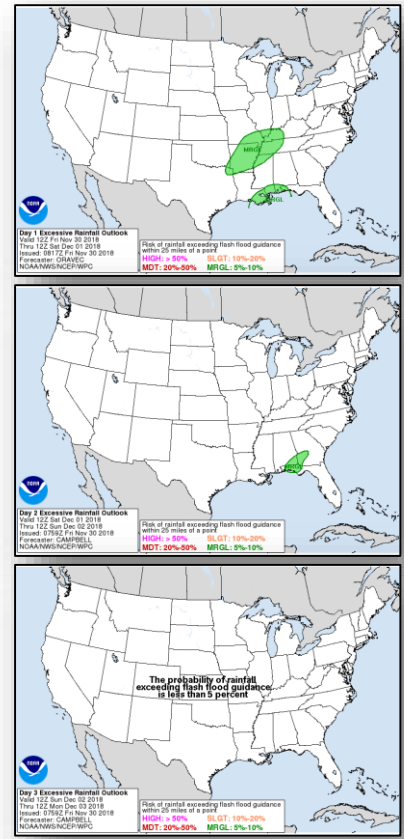 MRGL
MRGL
NOAA
Day 1 Excessive Rainfall Outlook
Valid 12Z Fri Nov 30 2018
Thru 12Z Sat Dec 01 2018
Issued: 0817Z Fri Nov 30 2018
Forecaster: ORAVEC
NOAA/NWS/NCEP/WPC
Risk of rainfall exceeding flash flood guidance
within 25 miles of a point
HIGH: > 50% SLGT: 10%-20%
MDT: 20%-50% MRGL: 5%-10%
MRGL
NOAA
Day 2 Excessive Rainfall Outlook
Valid 12Z Sat Dec 01 2018
Thru 12Z Sun Dec 02 2018
Issued: 0759Z Fri Nov 30 2018
Forecaster: CAMPBELL
NOAA/NWS/NCEP/WPC
Risk of rainfall exceeding flash flood guidance
within 25 miles of a point
HIGH: > 50% SLGT: 10%-20%
MDT: 20%-50% MRGL: 5%-10%
The probability of rainfall
exceeding flash flood guidance
is less than 5 percent
NOAA
Day 3 Excessive Rainfall Outlook
Valid 12Z Sun Dec 02 2018
Thru 12Z Mon Dec 03 2018
Issued: 0759Z Fri Nov 30 2018
Forecaster: CAMPBELL
NOAA/NWS/NCEP/WPC
Risk of rainfall exceeding flash flood guidance
within 25 miles of a point
HIGH: > 50% SLGT: 10%-20%
MDT: 20%-50% MRGL: 5%-10%